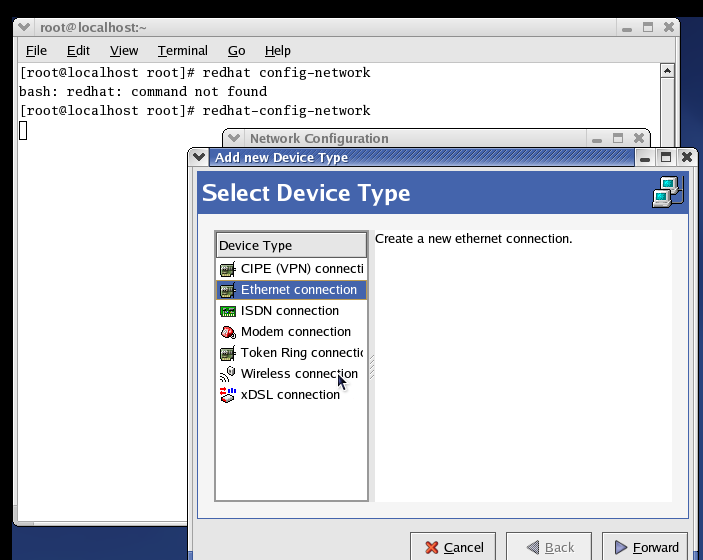 root@localhost:~
File Edit View Terminal Go Help
[root@localhost root]# redhat config-network
bash: redhat: command not found
[root@localhost root]# redhat-config-network
Network Configuration
Add new Device Type
Select Device Type
Device Type
Create a new ethernet connection.
CIPE (VPN) connecti
Ethernet connection
ISDN connection
Modem connection
Token Ring connectic
Wireless connection
xDSL connection
Cancel Back Forward